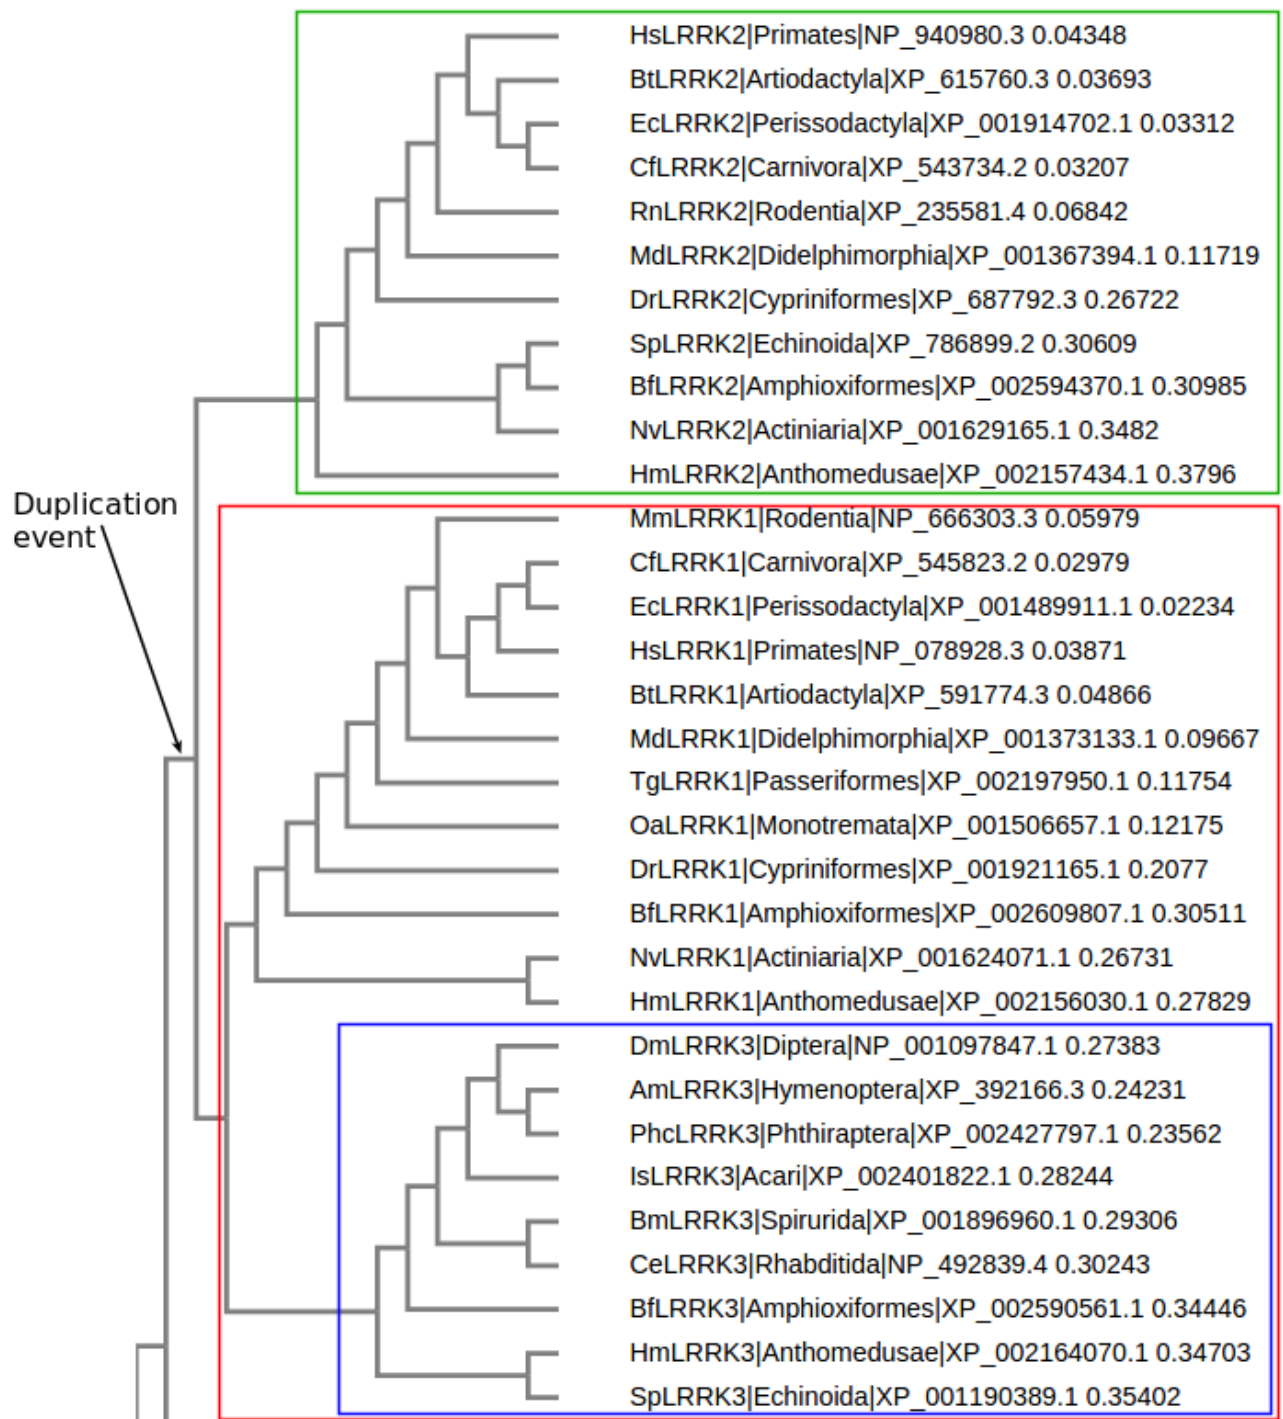 HsLRRK2|Primates|NP_940980.3 0.04348
BtLRRK2|Artiodactyla|XP_615760.3 0.03693
EcLRRK2|Perissodactyla|XP_001914702.1 0.03312
CfLRRK2|Carnivora|XP_543734.2 0.03207
RnLRRK2|Rodentia|XP_235581.4 0.06842
MdLRRK2|Didelphimorphia|XP_001367394.1 0.11719
DrLRRK2|Cypriniformes|XP_687792.3 0.26722
SpLRRK2|Echinoida|XP_786899.2 0.30609
BfLRRK2|Amphioxiformes|XP_002594370.1 0.30985
NvLRRK2|Actiniaria|XP_001629165.1 0.3482
HmLRRK2|Anthomedusae|XP_002157434.1 0.3796
Duplication
event
MmLRRK1|Rodentia|NP_666303.3 0.05979
CfLRRK1|Carnivora|XP_545823.2 0.02979
EcLRRK1|Perissodactyla|XP_001489911.1 0.02234
HsLRRK1|Primates|NP_078928.3 0.03871
BtLRRK1|Artiodactyla|XP_591774.3 0.04866
MdLRRK1|Didelphimorphia|XP_001373133.1 0.09667
TgLRRK1|Passeriformes|XP_002197950.1 0.11754
OaLRRK1|Monotremata|XP_001506657.1 0.12175
DrLRRK1|Cypriniformes|XP_001921165.1 0.2077
BfLRRK1|Amphioxiformes|XP_002609807.1 0.30511
NvLRRK1|Actiniaria|XP_001624071.1 0.26731
HmLRRK1|Anthomedusae|XP_002156030.1 0.27829
DmLRRK3|Diptera|NP_001097847.1 0.27383
AmLRRK3|Hymenoptera|XP_392166.3 0.24231
PhcLRRK3|Phthiraptera|XP_002427797.1 0.23562
IsLRRK3|Acari|XP_002401822.1 0.28244
BmLRRK3|Spirurida|XP_001896960.1 0.29306
CeLRRK3|Rhabditida|NP_492839.4 0.30243
BfLRRK3|Amphioxiformes|XP_002590561.1 0.34446
HmLRRK3|Anthomedusae|XP_002164070.1 0.34703
SpLRRK3|Echinoida|XP_001190389.1 0.35402